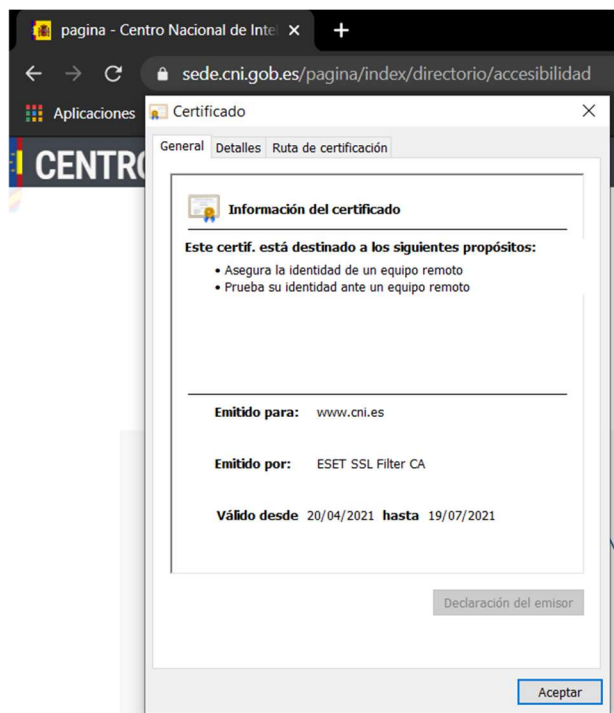 pagina - Centro Nacional de Inte
sede.cni.gob.es/pagina/index/directorio/accesibilidad
Aplicaciones
Certificado
CENTRO
General Detalles Ruta de certificación
Información del certificado
Este certif. está destinado a los siguientes propósitos:
• Asegura la identidad de un equipo remoto
• Prueba su identidad ante un equipo remoto
Emitido para: www.cni.es
Emitido por: ESET SSL Filter CA
Válido desde 20/04/2021 hasta 19/07/2021
Declaración del emisor
Aceptar